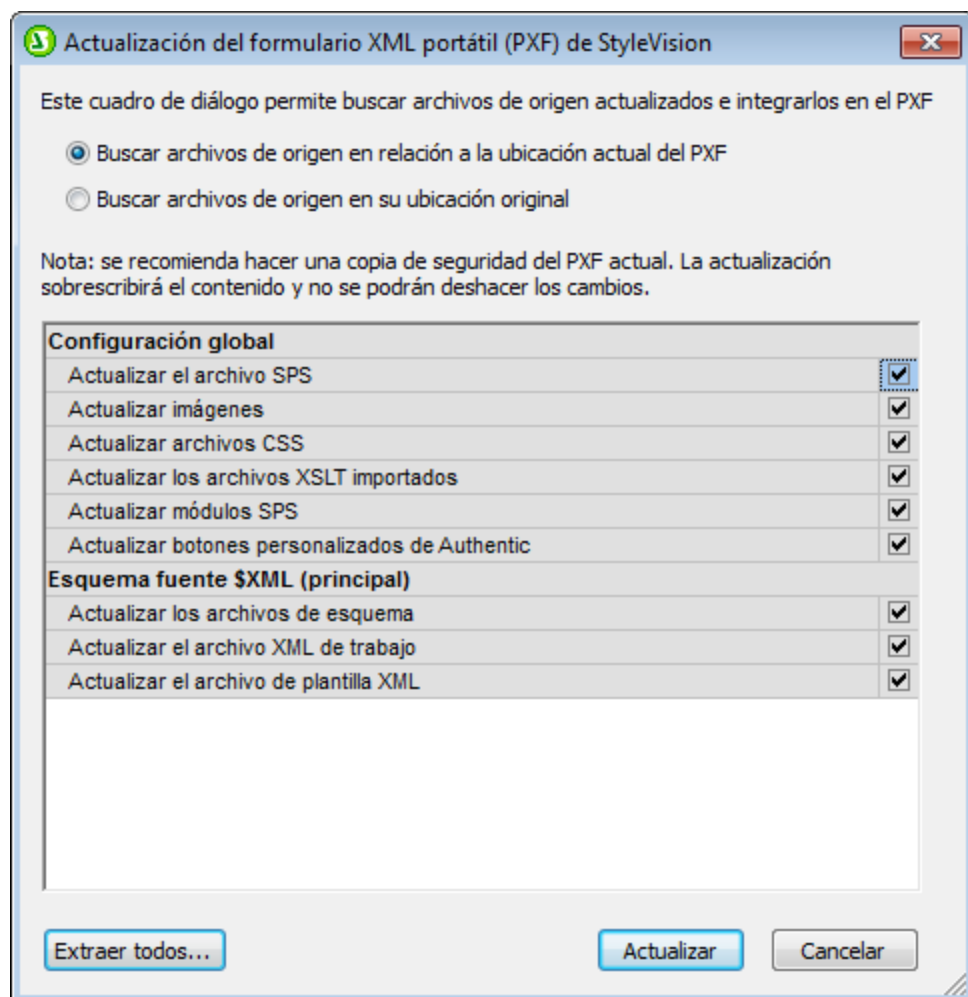 Actualización del formulario XML portátil (PXF) de StyleVision
Este cuadro de diálogo permite buscar archivos de origen actualizados e integrarlos en el PXF
Buscar archivos de origen en relación a la ubicación actual del PXF
Buscar archivos de origen en su ubicación original
Nota: se recomienda hacer una copia de seguridad del PXF actual. La actualización
sobrescribirá el contenido y no se podrán deshacer los cambios.
Configuración global
Actualizar el archivo SPS
Actualizar imágenes
Actualizar archivos CSS
Actualizar los archivos XSLT importados
Actualizar módulos SPS
Actualizar botones personalizados de Authentic
Esquema fuente $XML (principal)
Actualizar los archivos de esquema
Actualizar el archivo XML de trabajo
Actualizar el archivo de plantilla XML
Extraer todos... Actualizar Cancelar